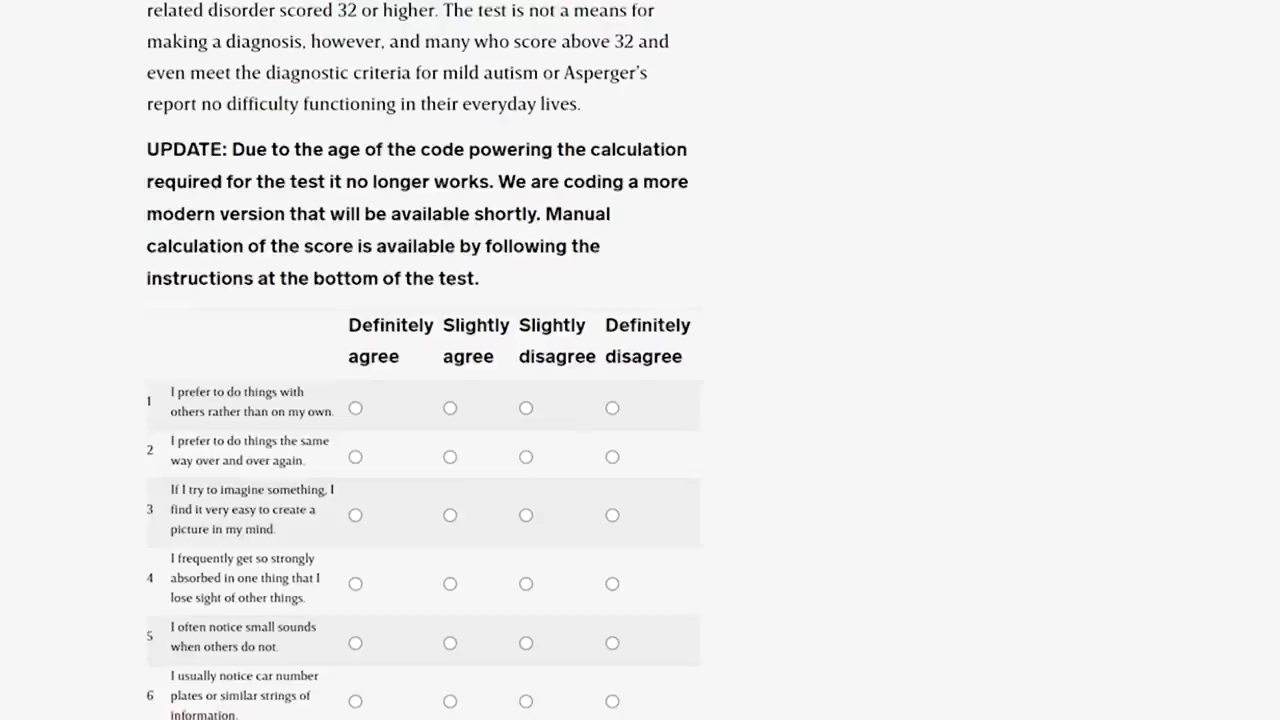 related disorder scored 32 or higher. The test is not a means for
making a diagnosis, however, and many who score above 32 and
even meet the diagnostic criteria for mild autism or Asperger’s
report no difficulty functioning in their everyday lives.
UPDATE: Due to the age of the code powering the calculation
required for the test it no longer works. We are coding a more
modern version that will be available shortly. Manual
calculation of the score is available by following the
instructions at the bottom of the test.
Definitely Slightly Slightly Definitely
agree agree disagree disagree
1 I prefer to do things with
others rather than on my own.
2 I prefer to do things the same
way over and over again.
3 If I try to imagine something, I
find it very easy to create a
picture in my mind.
4 I frequently get so strongly
absorbed in one thing that I
lose sight of other things.
5 I often notice small sounds
when others do not.
6 I usually notice car number
plates or similar strings of
information.